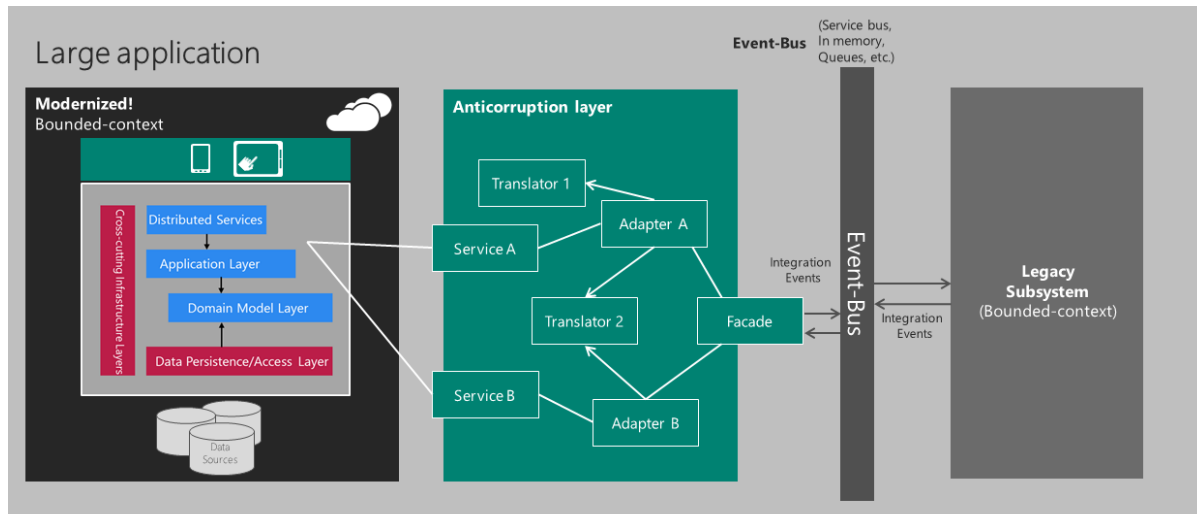 Large application
Event-Bus
(Service bus,
In memory,
Queues, etc.)
Modernized!
Bounded-context
Cross-cutting Infrastructure Layers
Distributed Services
Application Layer
Domain Model Layer
Data Persistence/Access Layer
Data
Sources
Anticorruption layer
Translator 1
Adapter A
Service A
Translator 2
Facade
Service B
Adapter B
Integration
Events
Event-Bus
Integration
Events
Legacy
Subsystem
(Bounded-context)